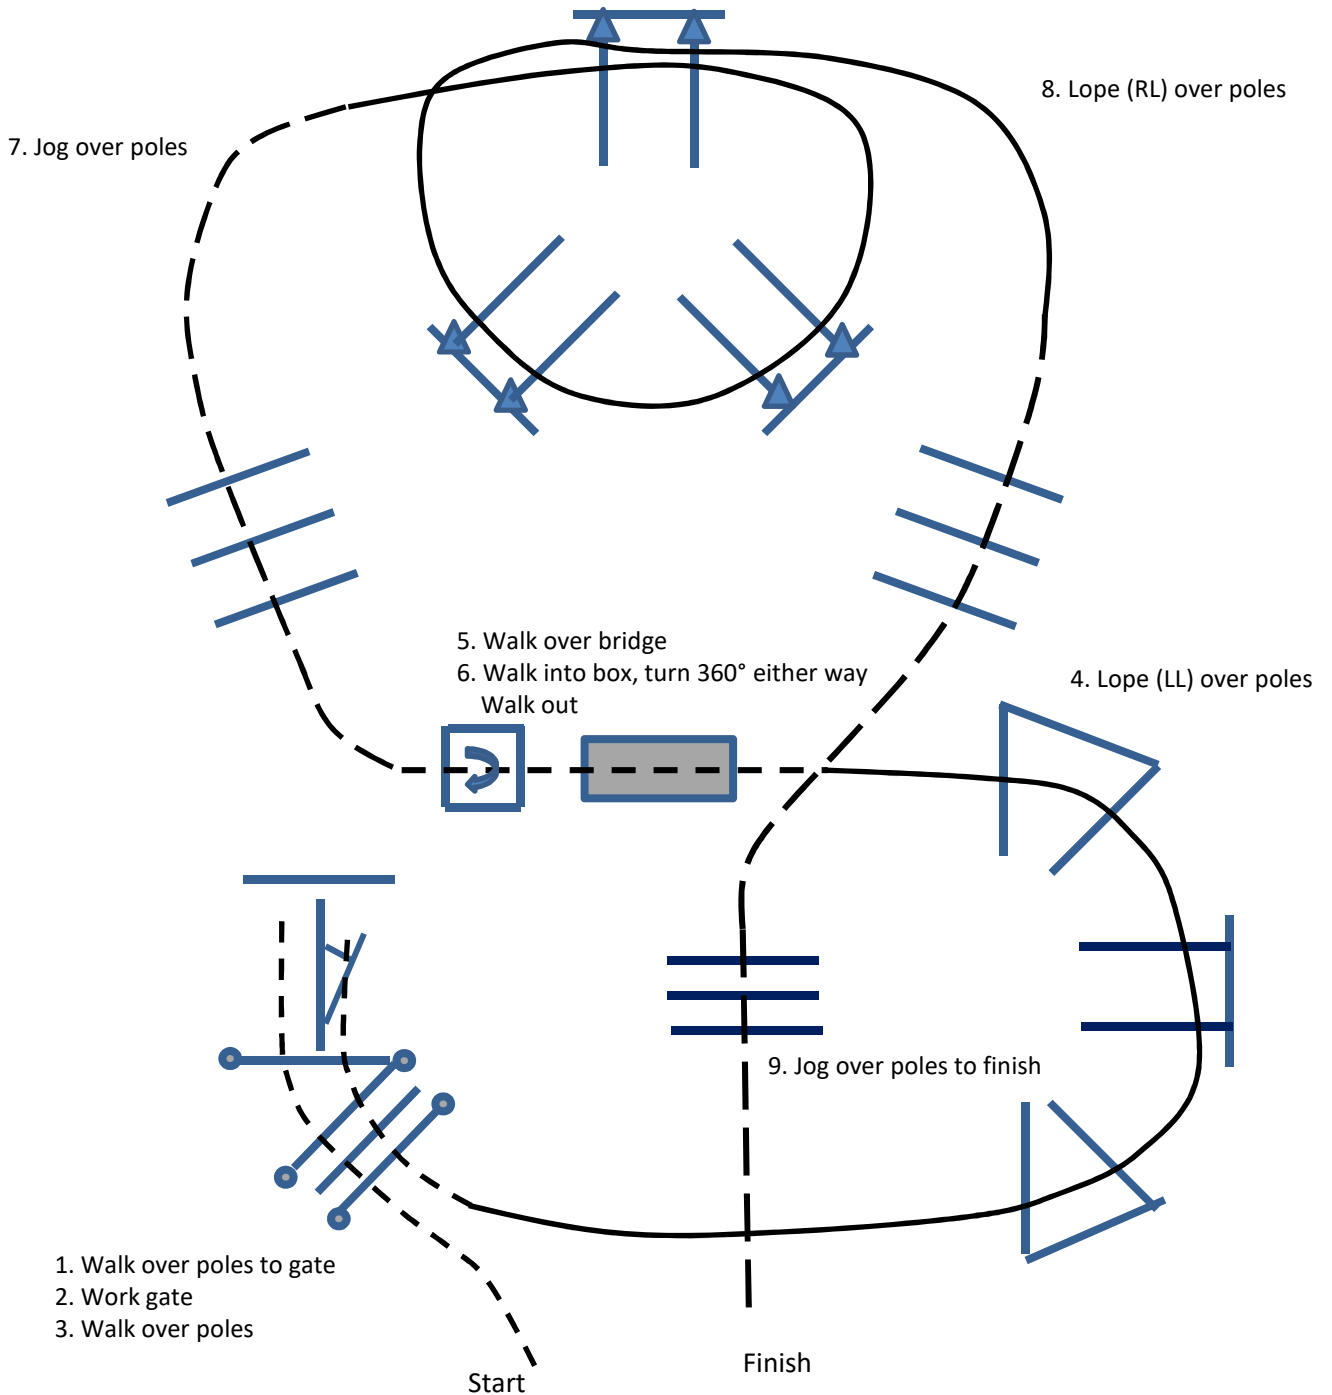 8. Lope (RL) over poles
7. Jog over poles
5. Walk over bridge
6. Walk into box, turn 360° either way
Walk out
4. Lope (LL) over poles
9. Jog over poles to finish
1. Walk over poles to gate
2. Work gate
3. Walk over poles
Finish
Start